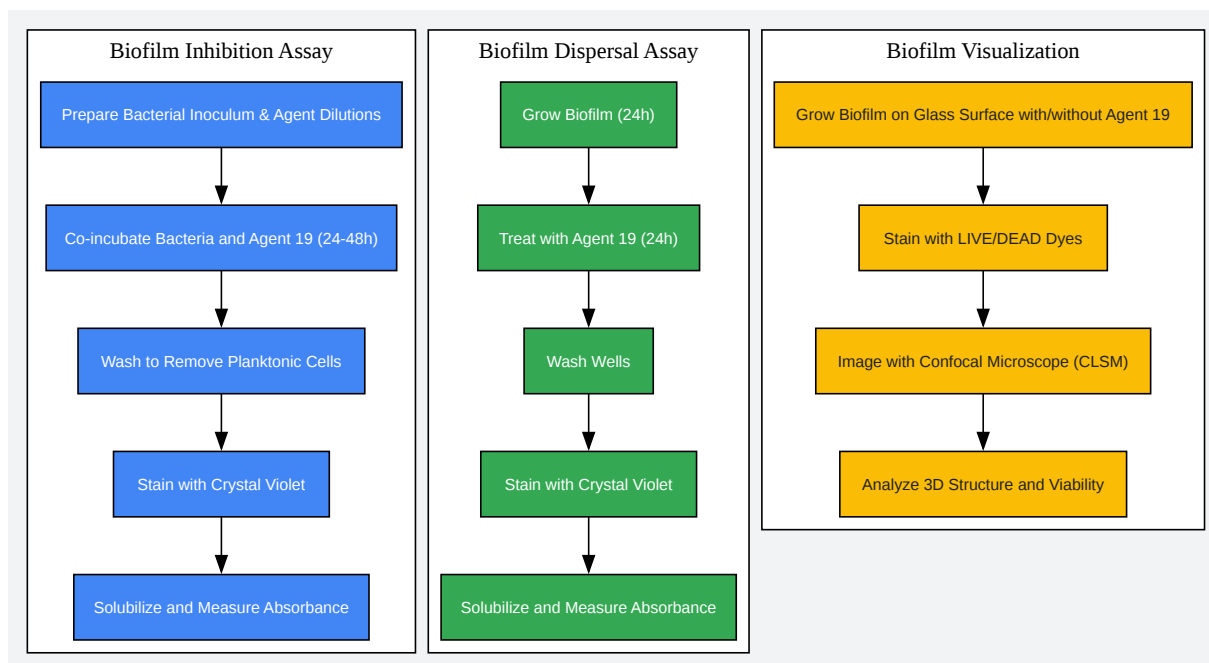 Biofilm Inhibition Assay
Prepare Bacterial Inoculum & Agent Dilutions
Co-incubate Bacteria and Agent 19 (24-48h)
Wash to Remove Planktonic Cells
Stain with Crystal Violet
Solubilize and Measure Absorbance
Biofilm Dispersal Assay
Grow Biofilm (24h)
Treat with Agent 19 (24h)
Wash Wells
Stain with Crystal Violet
Solubilize and Measure Absorbance
Biofilm Visualization
Grow Biofilm on Glass Surface with/without Agent 19
Stain with LIVE/DEAD Dyes
Image with Confocal Microscope (CLSM)
Analyze 3D Structure and Viability